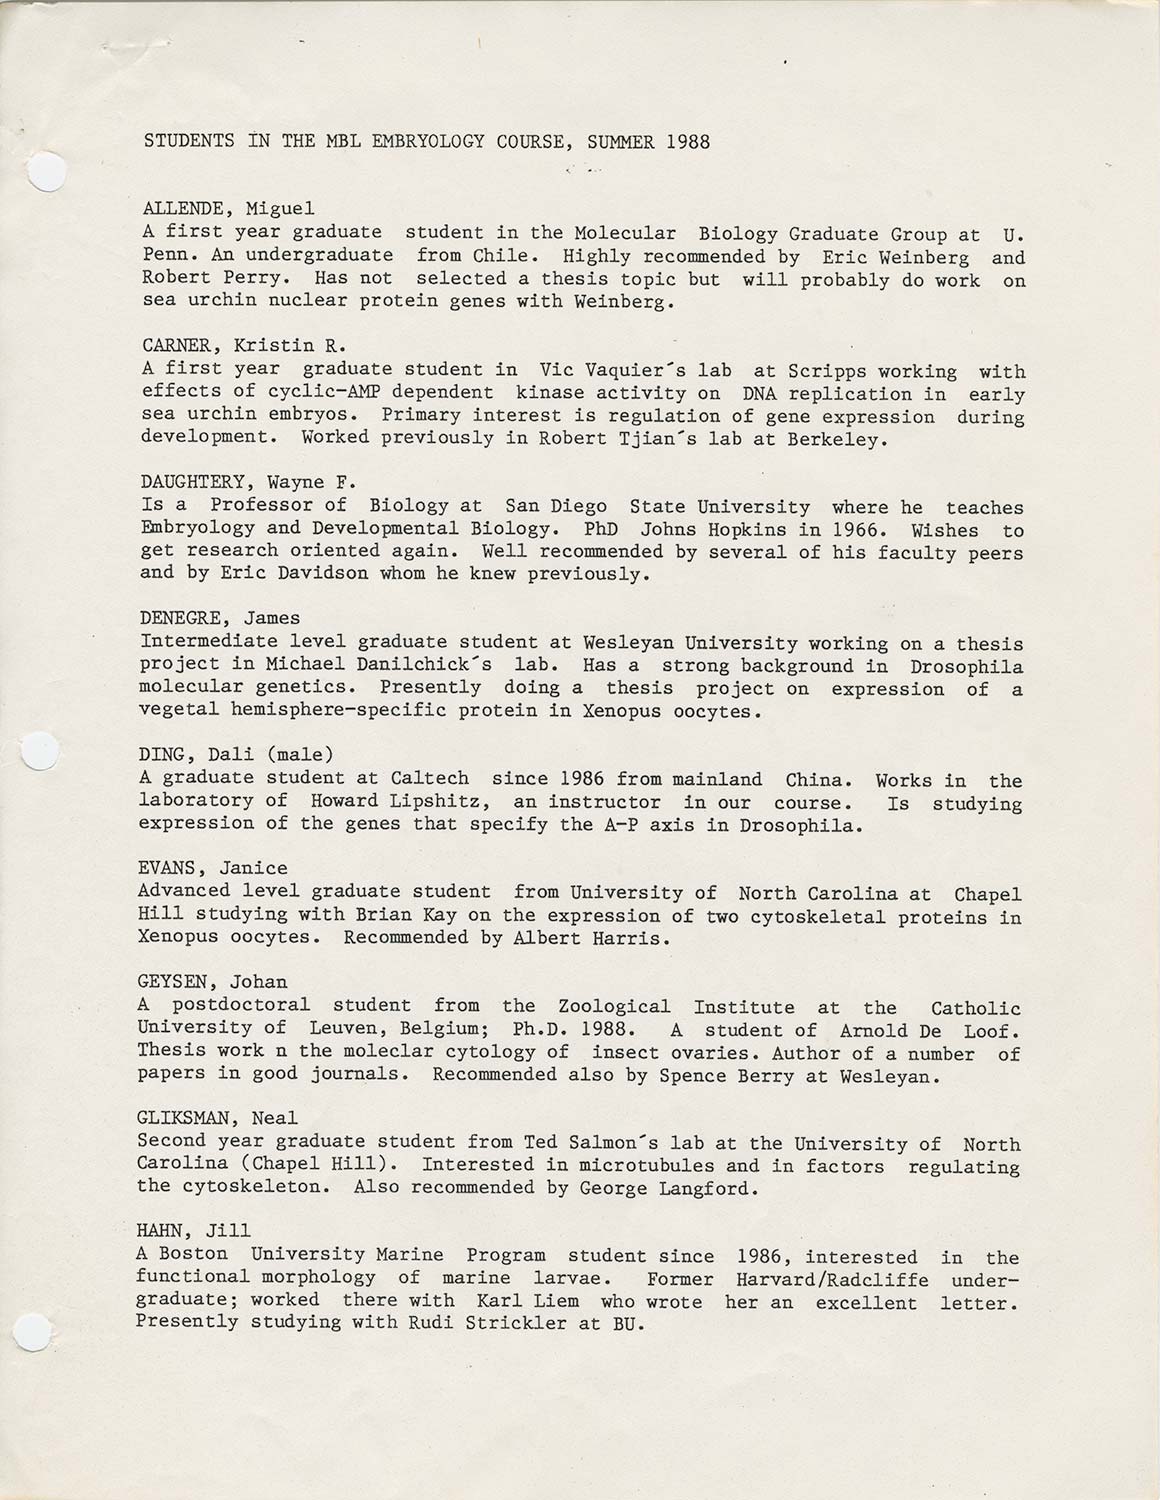 STUDENTS IN THE MBL EMBRYOLOGY COURSE, SUMMER 1988
ALLENDE, Miguel
A first year graduate student in the Molecular Biology Graduate Group at U.
Penn. An undergraduate from Chile. Highly recommended by Eric Weinberg and
Robert Perry. Has not selected a thesis topic but will probably do work on
sea urchin nuclear protein genes with Weinberg.
CARNER, Kristin R.
A first year graduate student in Vic Vaquier´s lab at Scripps working with
effects of cyclic-AMP dependent kinase activity on DNA replication in early
sea urchin embryos. Primary interest is regulation of gene expression during
development. Worked previously in Robert Tjian´s lab at Berkeley.
DAUGHTERY, Wayne F.
Is a Professor of Biology at San Diego State University where he teaches
Embryology and Developmental Biology. PhD Johns Hopkins in 1966. Wishes to
get research oriented again. Well recommended by several of his faculty peers
and by Eric Davidson whom he knew previously.
DENEGRE, James
Intermediate level graduate student at Wesleyan University working on a thesis
project in Michael Danilchick´s lab. Has a strong background in Drosophila
molecular genetics. Presently doing a thesis project on expression of a
vegetal hemisphere-specific protein in Xenopus oocytes.
DING, Dali (male)
A graduate student at Caltech since 1986 from mainland China. Works in the
laboratory of Howard Lipshitz, an instructor in our course. Is studying
expression of the genes that specify the A-P axis in Drosophila.
EVANS, Janice
Advanced level graduate student from University of North Carolina at Chapel
Hill studying with Brian Kay on the expression of two cytoskeletal proteins in
Xenopus oocytes. Recommended by Albert Harris.
GEYSEN, Johan
A postdoctoral student from the Zoological Institute at the Catholic
University of Leuven, Belgium; Ph.D. 1988. A student of Arnold De Loof.
Thesis work n the moleclar cytology of insect ovaries. Author of a number of
papers in good journals. Recommended also by Spence Berry at Wesleyan.
GLIKSMAN, Neal
Second year graduate student from Ted Salmon´s lab at the University of North
Carolina (Chapel Hill). Interested in microtubules and in factors regulating
the cytoskeleton. Also recommended by George Langford.
HAHN, Jill
A Boston University Marine Program student since 1986, interested in the
functional morphology of marine larvae. Former Harvard/Radcliffe under-
graduate; worked there with Karl Liem who wrote her an excellent letter.
Presently studying with Rudi Strickler at BU.